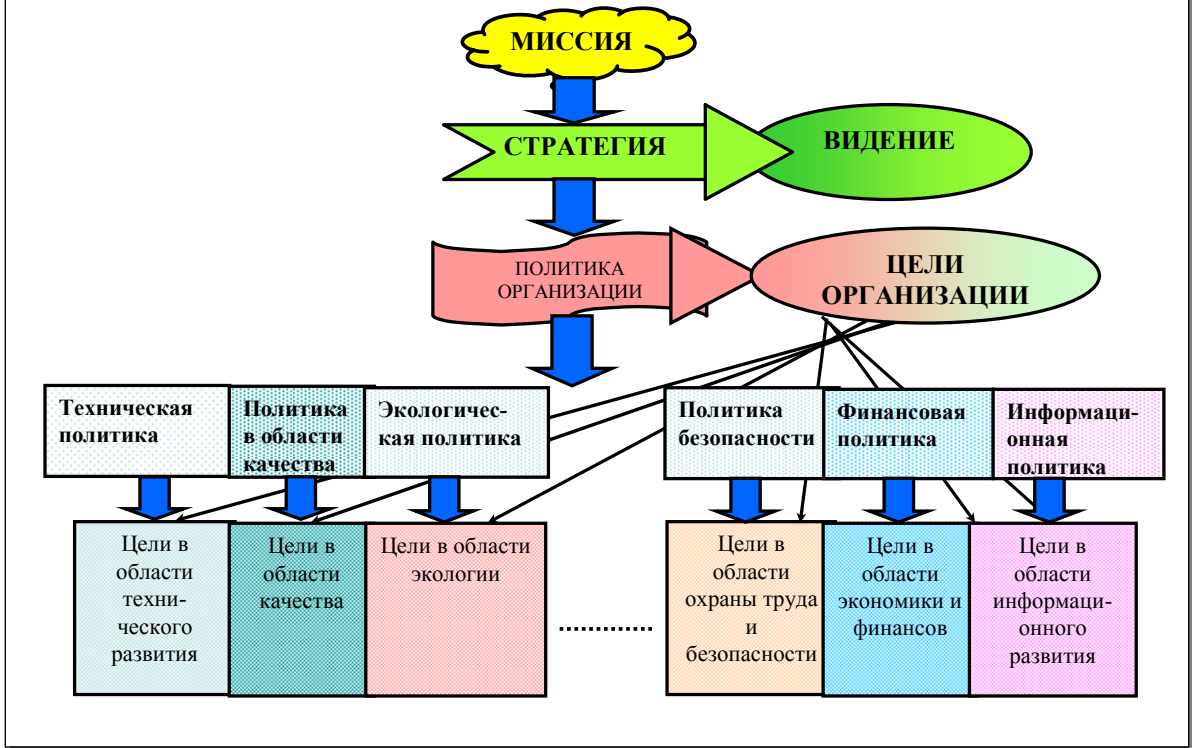 МИССИЯ
СТРАТЕГИЯ
ВИДЕНИЕ
ПОЛИТИКА
ОРГАНИЗАЦИИ
ЦЕЛИ
ОРГАНИЗАЦИИ
Техническая
политика
Политика
в области
качества
Экологичес-
кая политика
Политика
безопасности
Финансовая
политика
Информаци-
онная
политика
Цели в
области
техни-
ческого
развития
Цели в
области
качества
Цели в области
экологии
...............
Цели в
области
охраны труда
и
безопасности
Цели в
области
экономики и
финансов
Цели в
области
информаци-
онного
развития